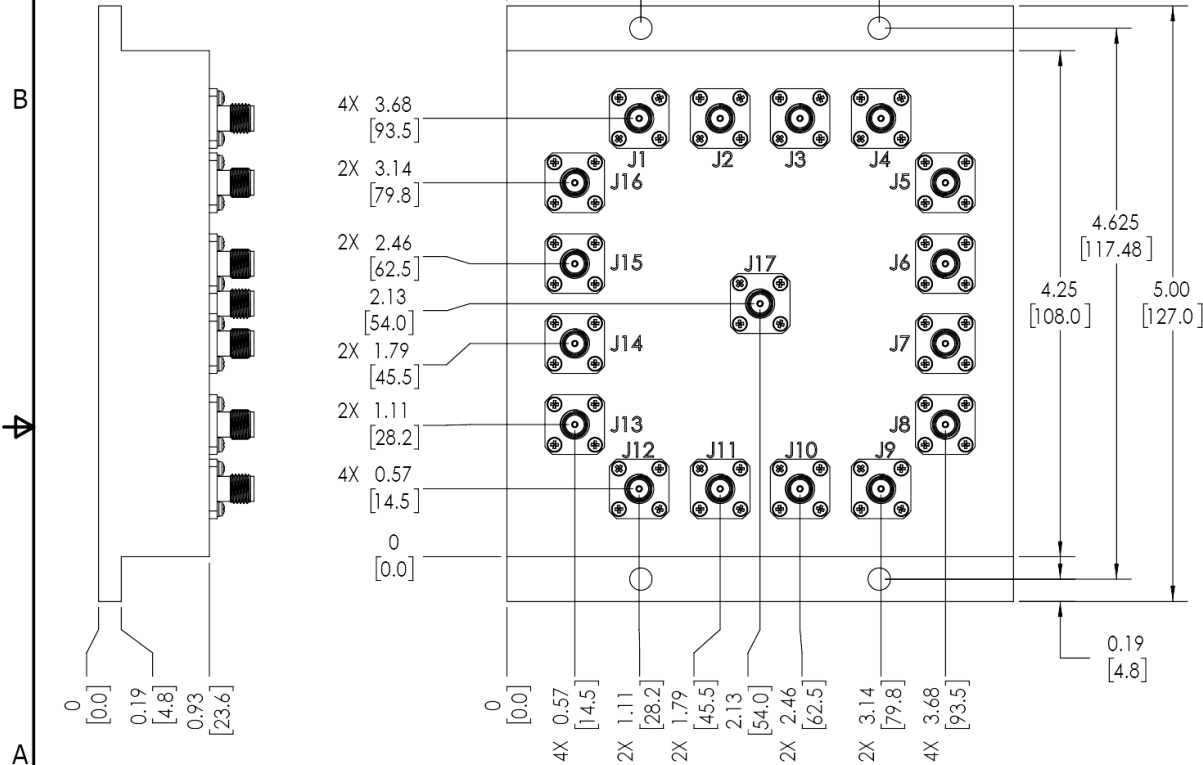 B
4X 3.68
[93.5]
J1
J2
J3
J4
2X 3.14
[79.8]
J16
J5
4.625
[117.48]
2X 2.46
[62.5]
J15
J17
J6
2.13
[54.0]
4.25
[108.0]
5.00
[127.0]
2X 1.79
[45.5]
J14
J7
2X 1.11
[28.2]
J13
J8
J12
J11
J10
J9
4X 0.57
[14.5]
0
[0.0]
0.19
[4.8]
0
[0.0]
0.19
[4.8]
0.93
[23.6]
0
[0.0]
4X 0.57
[14.5]
2X 1.11
[28.2]
2X 1.79
[45.5]
2.13
[54.0]
2X 2.46
[62.5]
2X 3.14
[79.8]
4X 3.68
[93.5]
A